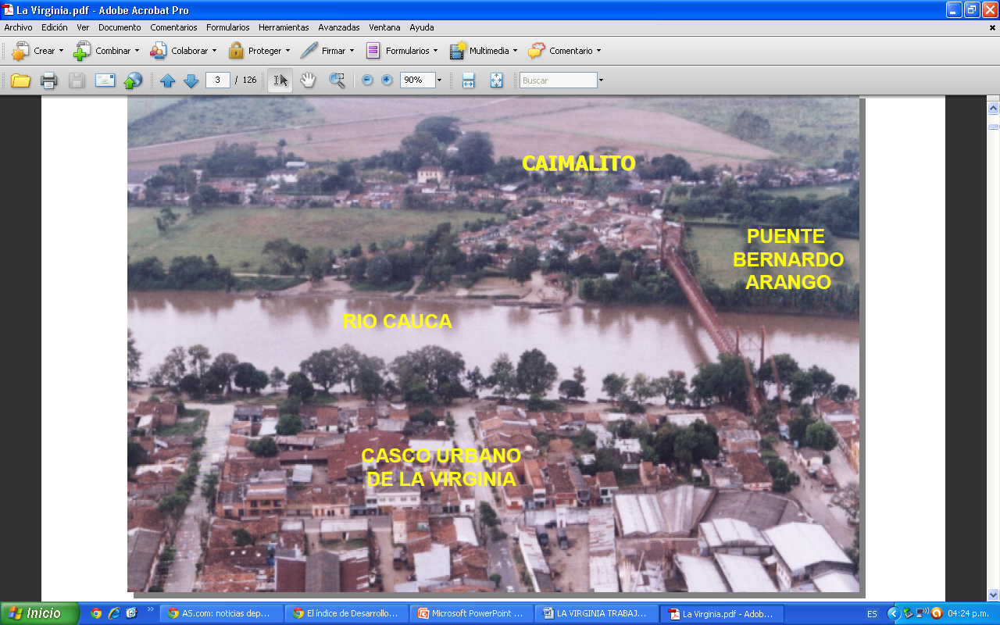 La Virginia.pdf - Adobe Acrobat Pro
Archivo Edición Ver Documento Comentarios Formularios Herramientas Avanzadas Ventana Ayuda
Crear Combinar Colaborar Proteger Firmar Formularios Multimedia Comentario
3 / 126 90% Buscar
CAIMALITO
PUENTE
BERNARDO
ARANGO
RIO CAUCA
CASCO URBANO
DE LA VIRGINIA
Inicio » AS.com: noticias dep... El índice de Desarrollo... Microsoft PowerPoint ... LA VIRGINIA TRABAJ... La Virginia.pdf - Adob... ES 04:24 p.m.